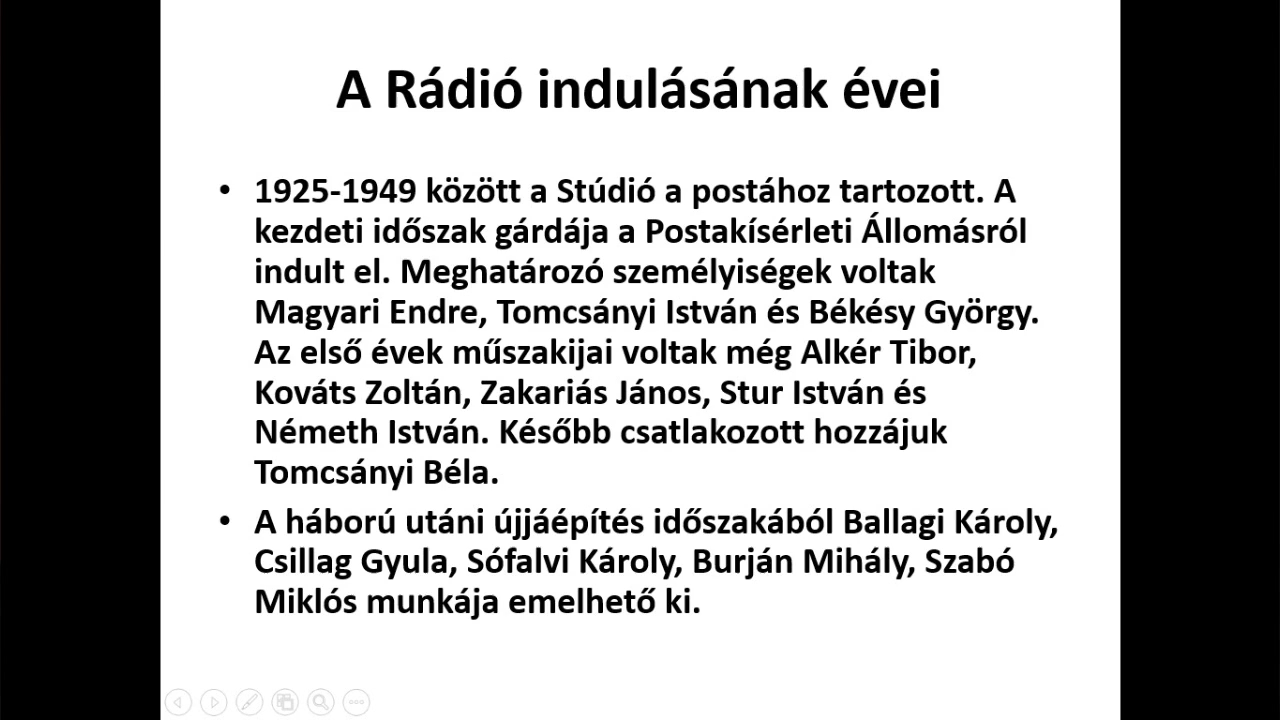 A Rádió indulásának évei
• 1925-1949 között a Stúdió a postához tartozott. A
kezdeti időszak gárdája a Postakísérleti Állomásról
indult el. Meghatározó személyiségek voltak
Magyari Endre, Tomcsányi István és Békésy György.
Az első évek műszakijai voltak még Alkér Tibor,
Kováts Zoltán, Zakariás János, Stur István és
Németh István. Később csatlakozott hozzájuk
Tomcsányi Béla.
• A háború utáni újjáépítés időszakából Ballagi Károly,
Csillag Gyula, Sófalvi Károly, Burján Mihály, Szabó
Miklós munkája emelhető ki.